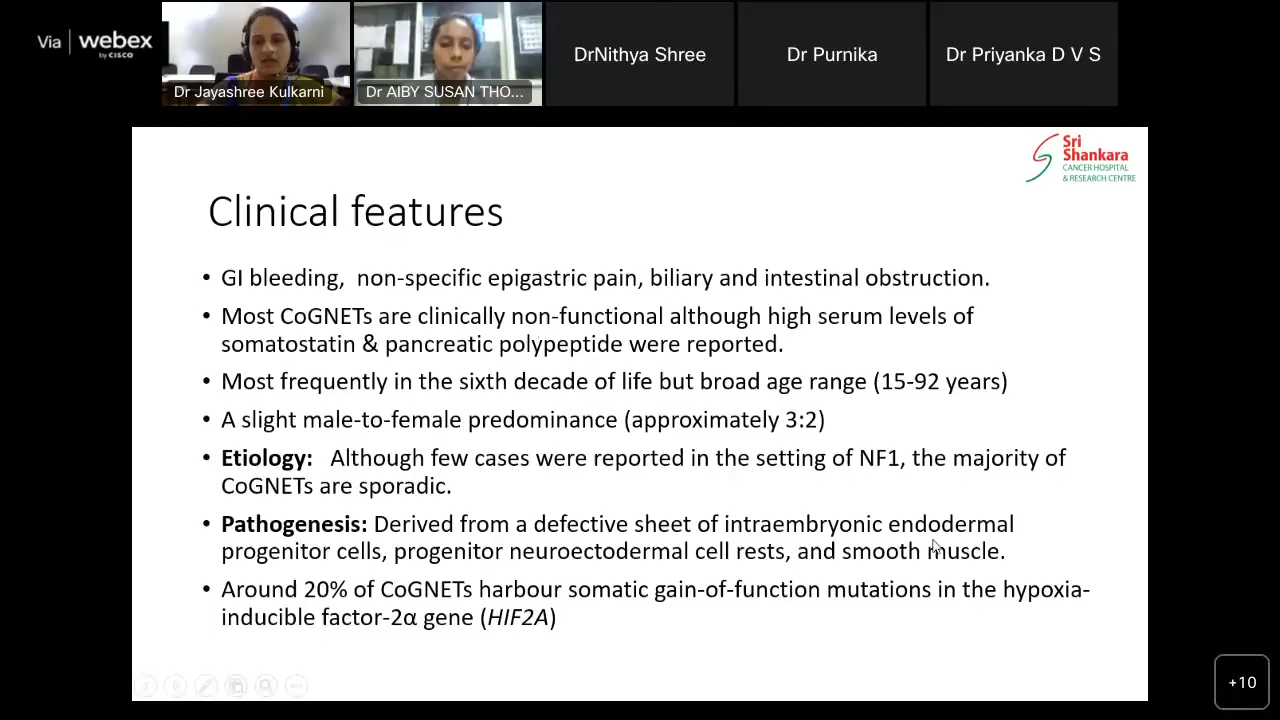 Via webex
by CISCO
Dr Jayashree Kulkarni
Dr AIBY SUSAN THO...
DrNithya Shree
Dr Purnika
Dr Priyanka D V S
Sri
Shankara
CANCER HOSPITAL
& RESEARCH CENTRE
Clinical features
• GI bleeding,  non-specific epigastric pain, biliary and intestinal obstruction.
• Most CoGNETs are clinically non-functional although high serum levels of
somatostatin & pancreatic polypeptide were reported.
• Most frequently in the sixth decade of life but broad age range (15-92 years)
• A slight male-to-female predominance (approximately 3:2)
• Etiology:   Although few cases were reported in the setting of NF1, the majority of
CoGNETs are sporadic.
• Pathogenesis: Derived from a defective sheet of intraembryonic endodermal
progenitor cells, progenitor neuroectodermal cell rests, and smooth muscle.
• Around 20% of CoGNETs harbour somatic gain-of-function mutations in the hypoxia-
inducible factor-2α gene (HIF2A)
+10